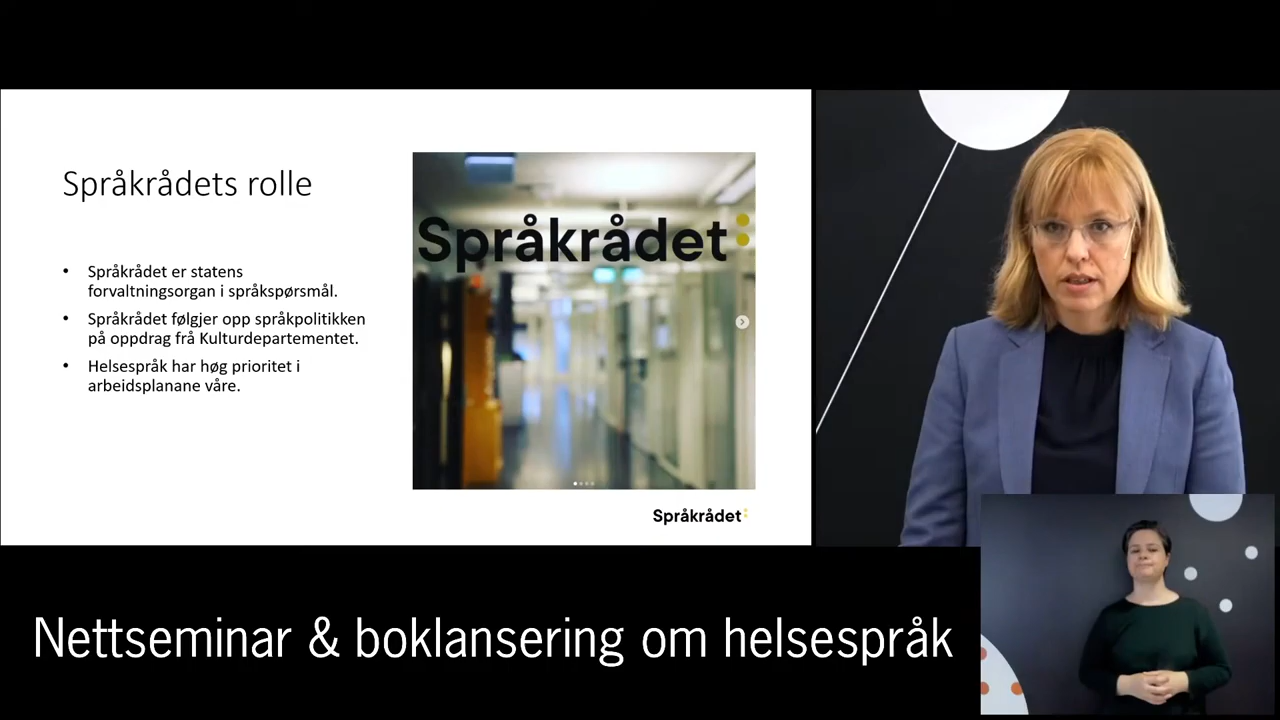 Språkrådets rolle
• Språkrådet er statens
forvaltningsorgan i språkspørsmål.
• Språkrådet følgjer opp språkpolitikken
på oppdrag frå Kulturdepartementet.
• Helsespråk har høg prioritet i
arbeidsplanane våre.
Språkrådet:
Språkrådet:
Nettseminar & boklansering om helsespråk